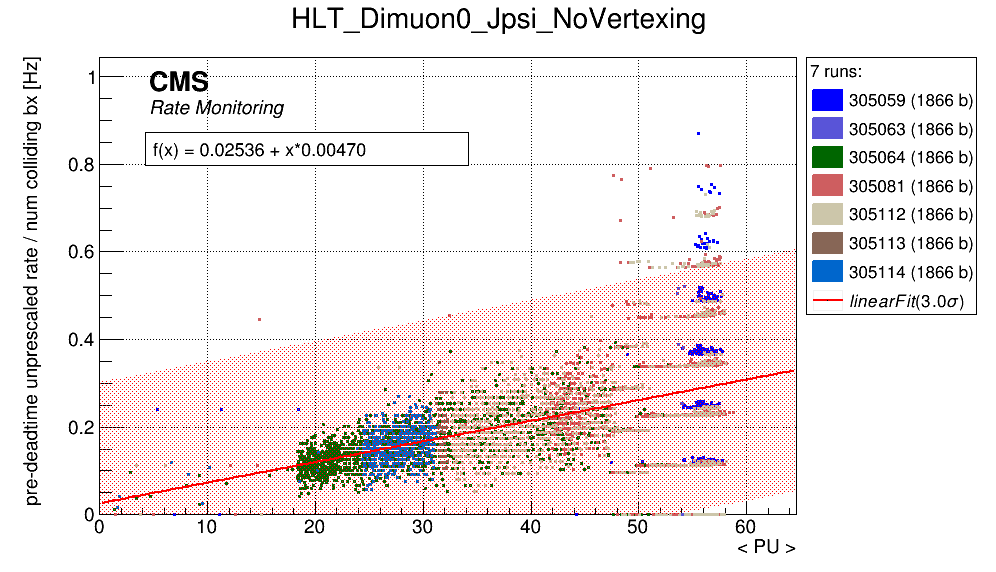 HLT_Dimuon0_Jpsi_NoVertexing
pre-deadtime unprescaled rate / num colliding bx [Hz]
CMS
Rate Monitoring
f(x) = 0.02536 + x*0.00470
1
0.8
0.6
0.4
0.2
0
0 10 20 30 40 50 60
< PU >
7 runs:
305059 (1866 b)
305063 (1866 b)
305064 (1866 b)
305081 (1866 b)
305112 (1866 b)
305113 (1866 b)
305114 (1866 b)
linearFit(3.0σ)